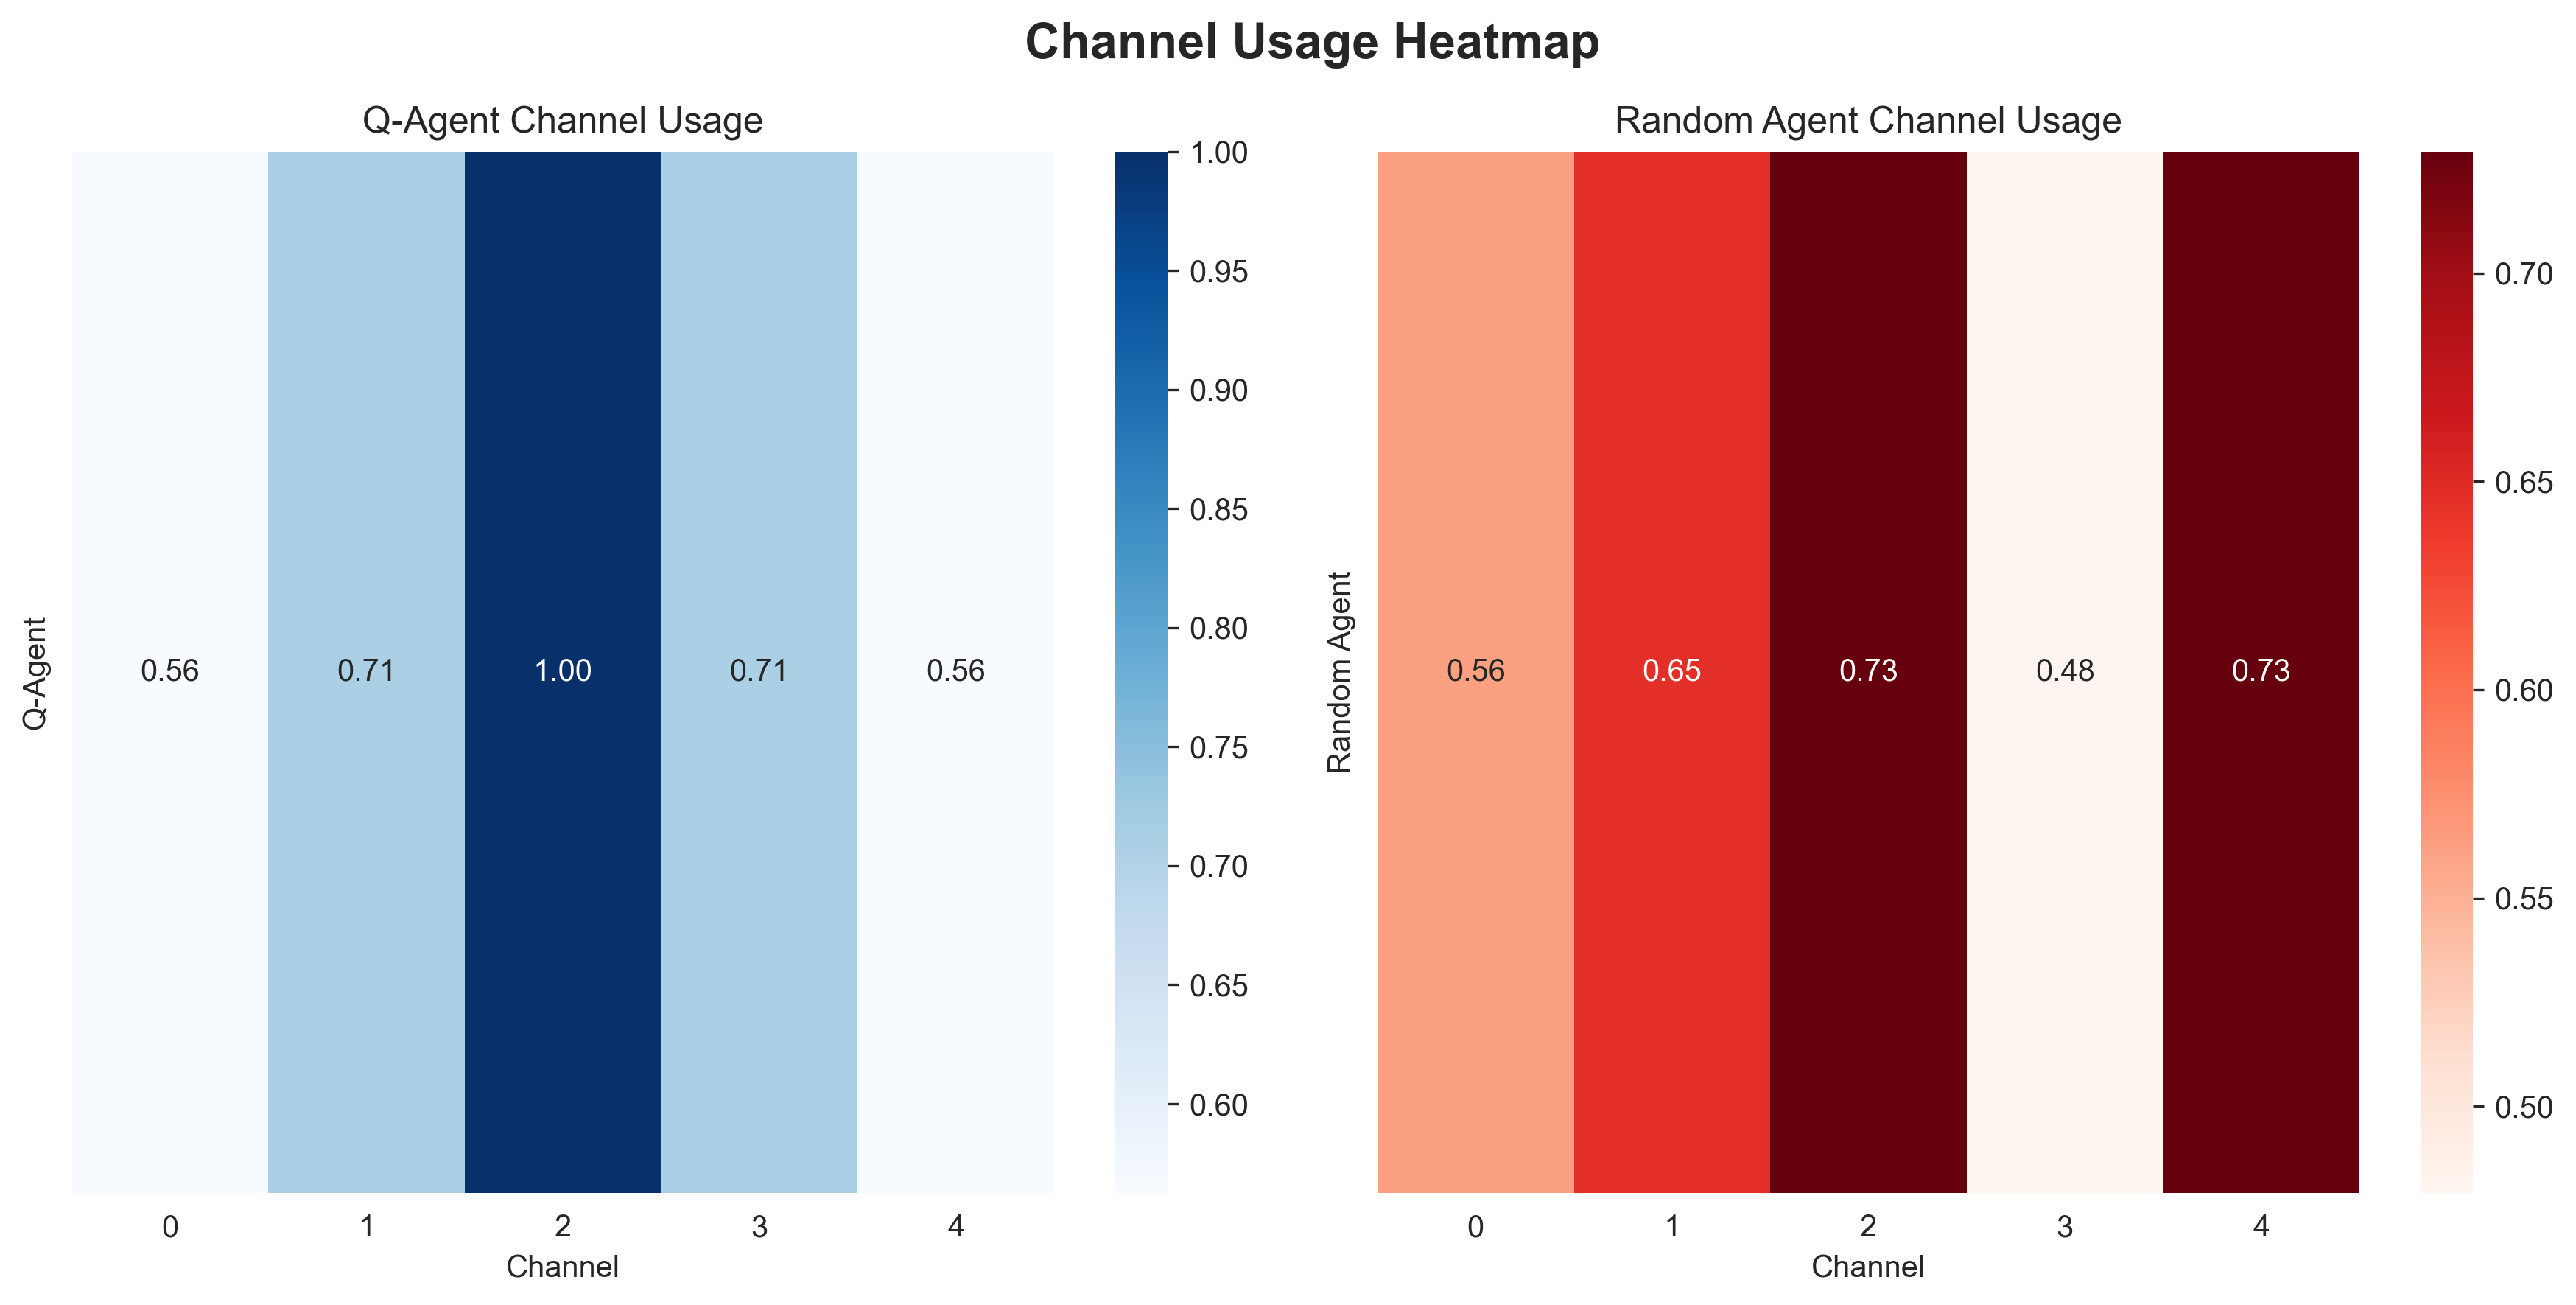 Channel Usage Heatmap
Q-Agent Channel Usage
Q-Agent
0.56 0.71 1.00 0.71 0.56
0 1 2 3 4
Channel
1.00
0.95
0.90
0.85
0.80
0.75
0.70
0.65
0.60
Random Agent Channel Usage
Random Agent
0.56 0.65 0.73 0.48 0.73
0 1 2 3 4
Channel
0.70
0.65
0.60
0.55
0.50